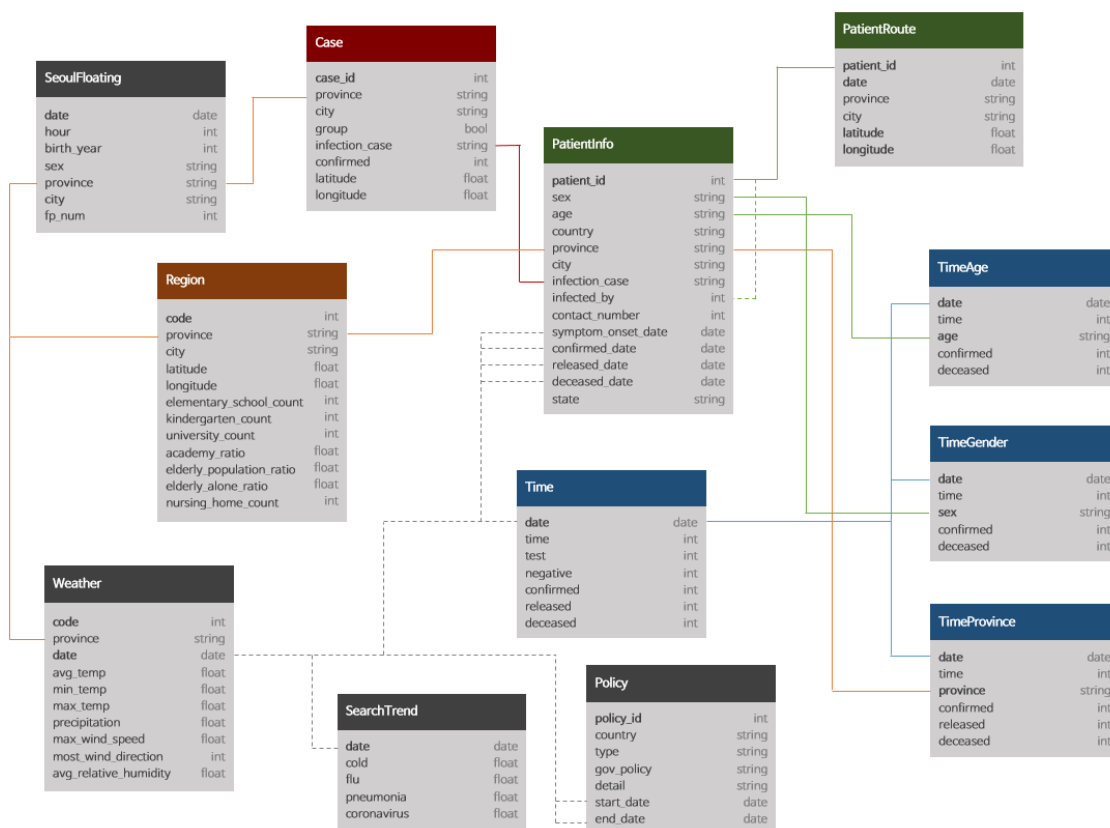 SeoulFloating
date date
hour int
birth_year int
sex string
province string
city string
fp_num int
Case
case_id int
province string
city string
group bool
infection_case string
confirmed int
latitude float
longitude float
PatientInfo
patient_id int
sex string
age string
country string
province string
city string
infection_case string
infected_by int
contact_number int
symptom_onset_date date
confirmed_date date
released_date date
deceased_date date
state string
PatientRoute
patient_id int
date date
province string
city string
latitude float
longitude float
Region
code int
province string
city string
latitude float
longitude float
elementary_school_count int
kindergarten_count int
university_count int
academy_ratio float
elderly_population_ratio float
elderly_alone_ratio float
nursing_home_count int
TimeAge
date date
time int
age string
confirmed int
deceased int
TimeGender
date date
time int
sex string
confirmed int
deceased int
Time
date date
time int
test int
negative int
confirmed int
released int
deceased int
TimeProvince
date date
time int
province string
confirmed int
released int
deceased int
Weather
code int
province string
date date
avg_temp float
min_temp float
max_temp float
precipitation float
max_wind_speed float
most_wind_direction int
avg_relative_humidity float
SearchTrend
date date
cold float
flu float
pneumonia float
coronavirus float
Policy
policy_id int
country string
type string
gov_policy string
detail string
start_date date
end_date date